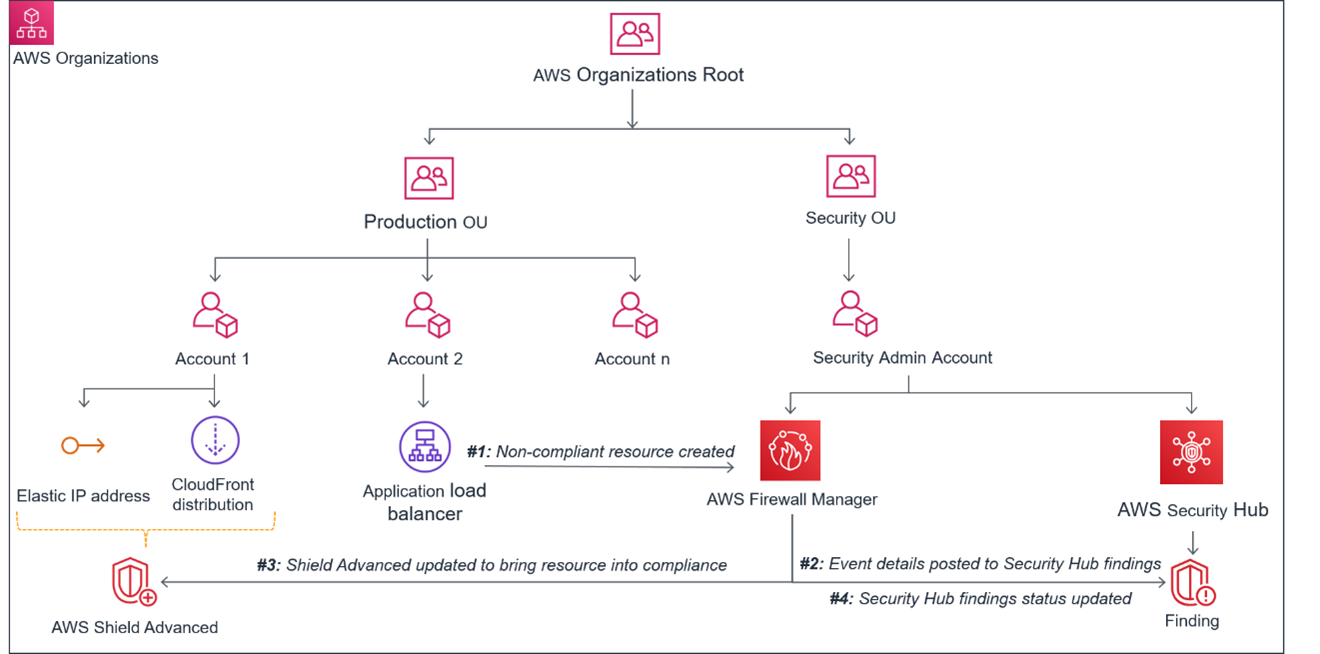 AWS Organizations
AWS Organizations Root
Production OU
Security OU
Account 1
Account 2
Account n
Security Admin Account
Elastic IP address
CloudFront
distribution
Application load
balancer
#1: Non-compliant resource created
AWS Firewall Manager
AWS Security Hub
#3: Shield Advanced updated to bring resource into compliance
#2: Event details posted to Security Hub findings
#4: Security Hub findings status updated
AWS Shield Advanced
Finding